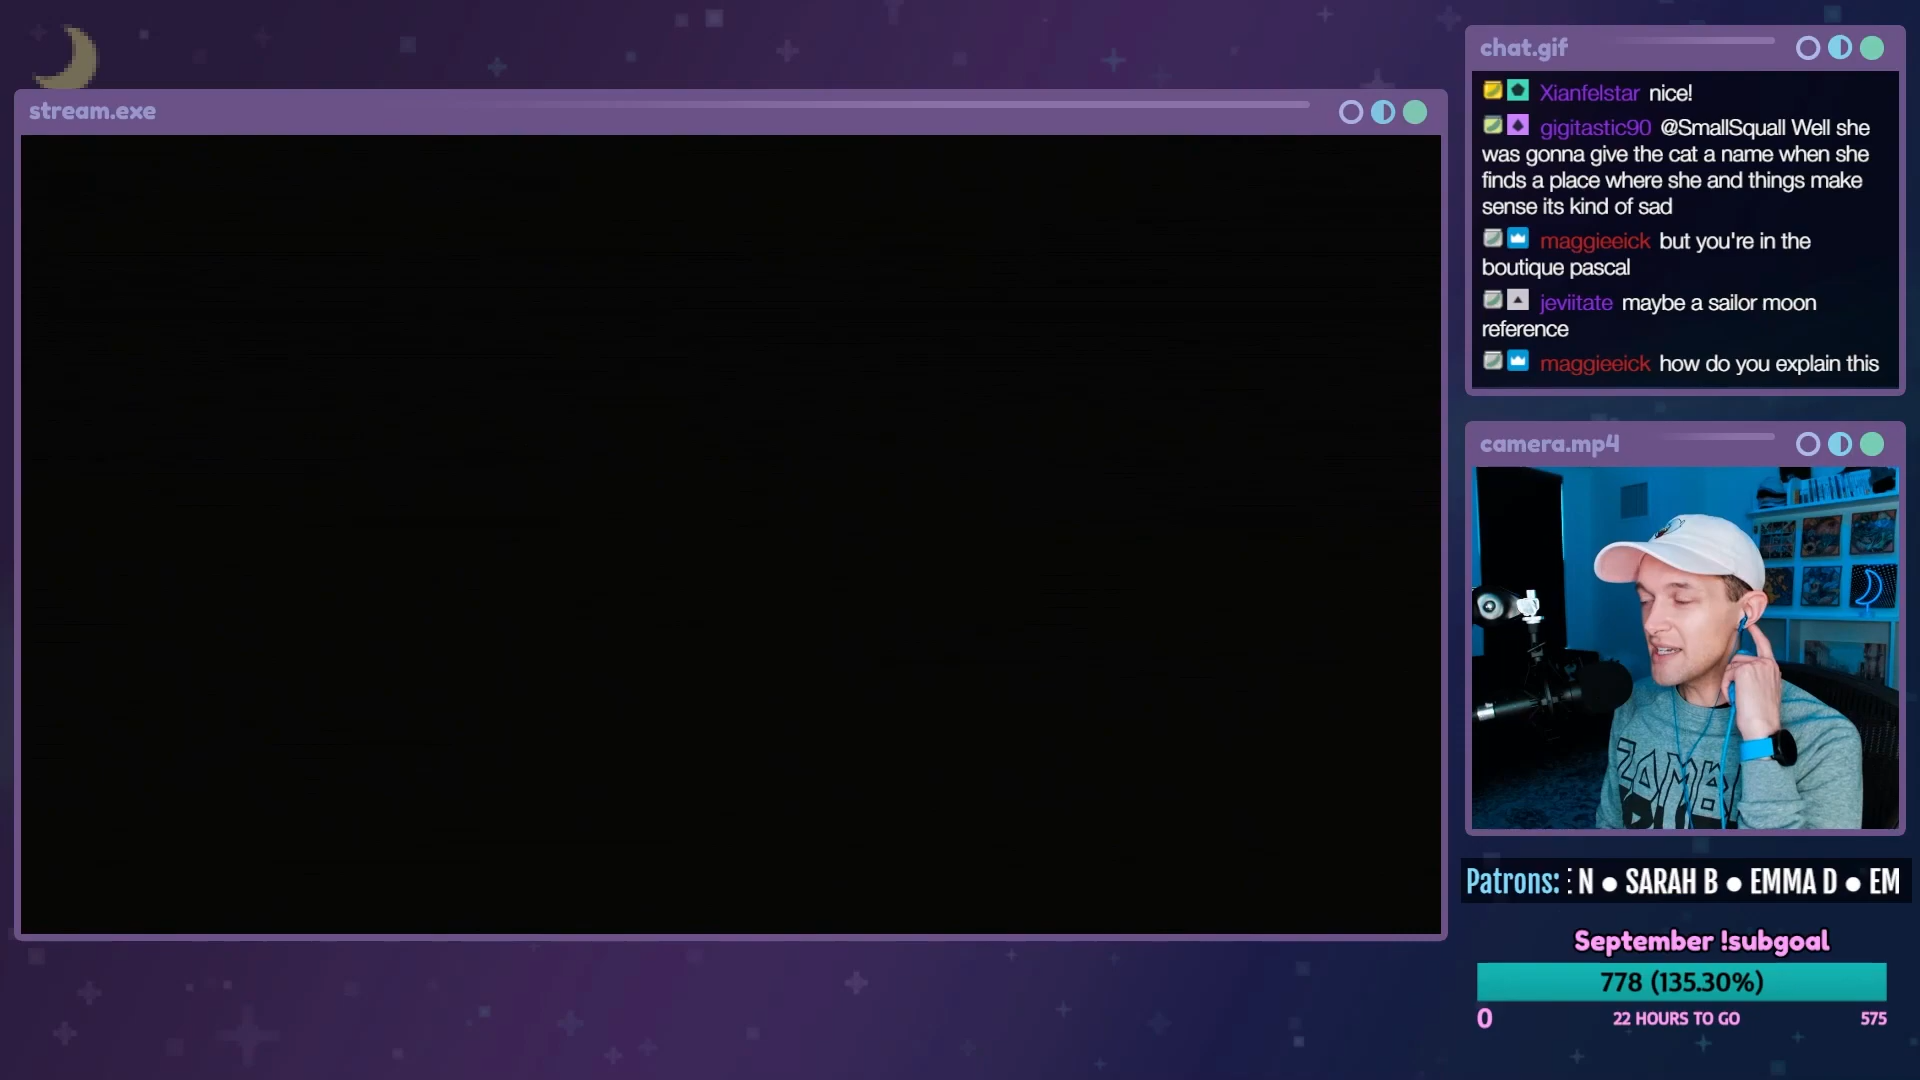 stream.exe
chat.gif
Xianfelstar nice!
gigitastic90 @SmallSquall Well she
was gonna give the cat a name when she
finds a place where she and things make
sense its kind of sad
maggieeick but you're in the
boutique pascal
jeviitate maybe a sailor moon
reference
maggieeick how do you explain this
camera.mp4
ZOMB
Patrons: N ● SARAH B ● EMMA D ● EM
September !subgoal
778 (135.30%)
0 22 HOURS TO GO 575